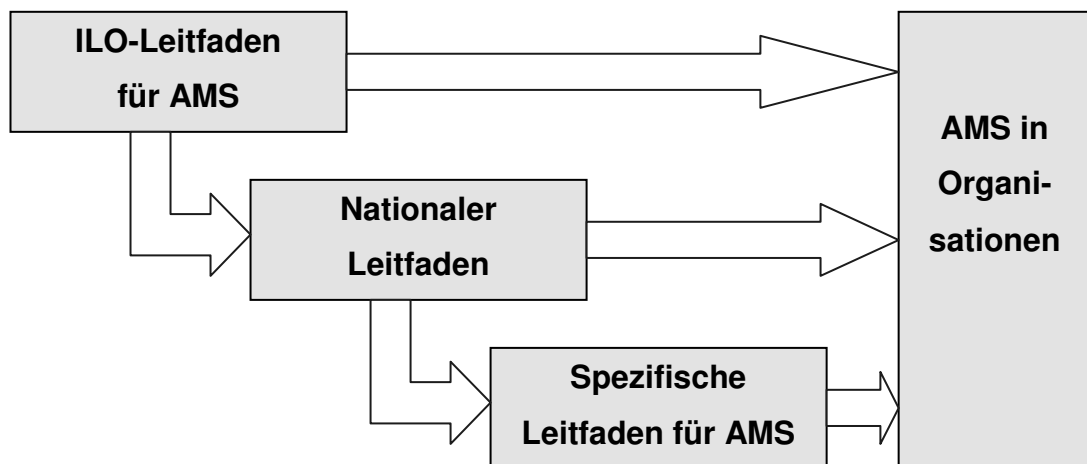 ILO-Leitfaden
für AMS
Nationaler
Leitfaden
Spezifische
Leitfaden für AMS
AMS in
Organi-
sationen